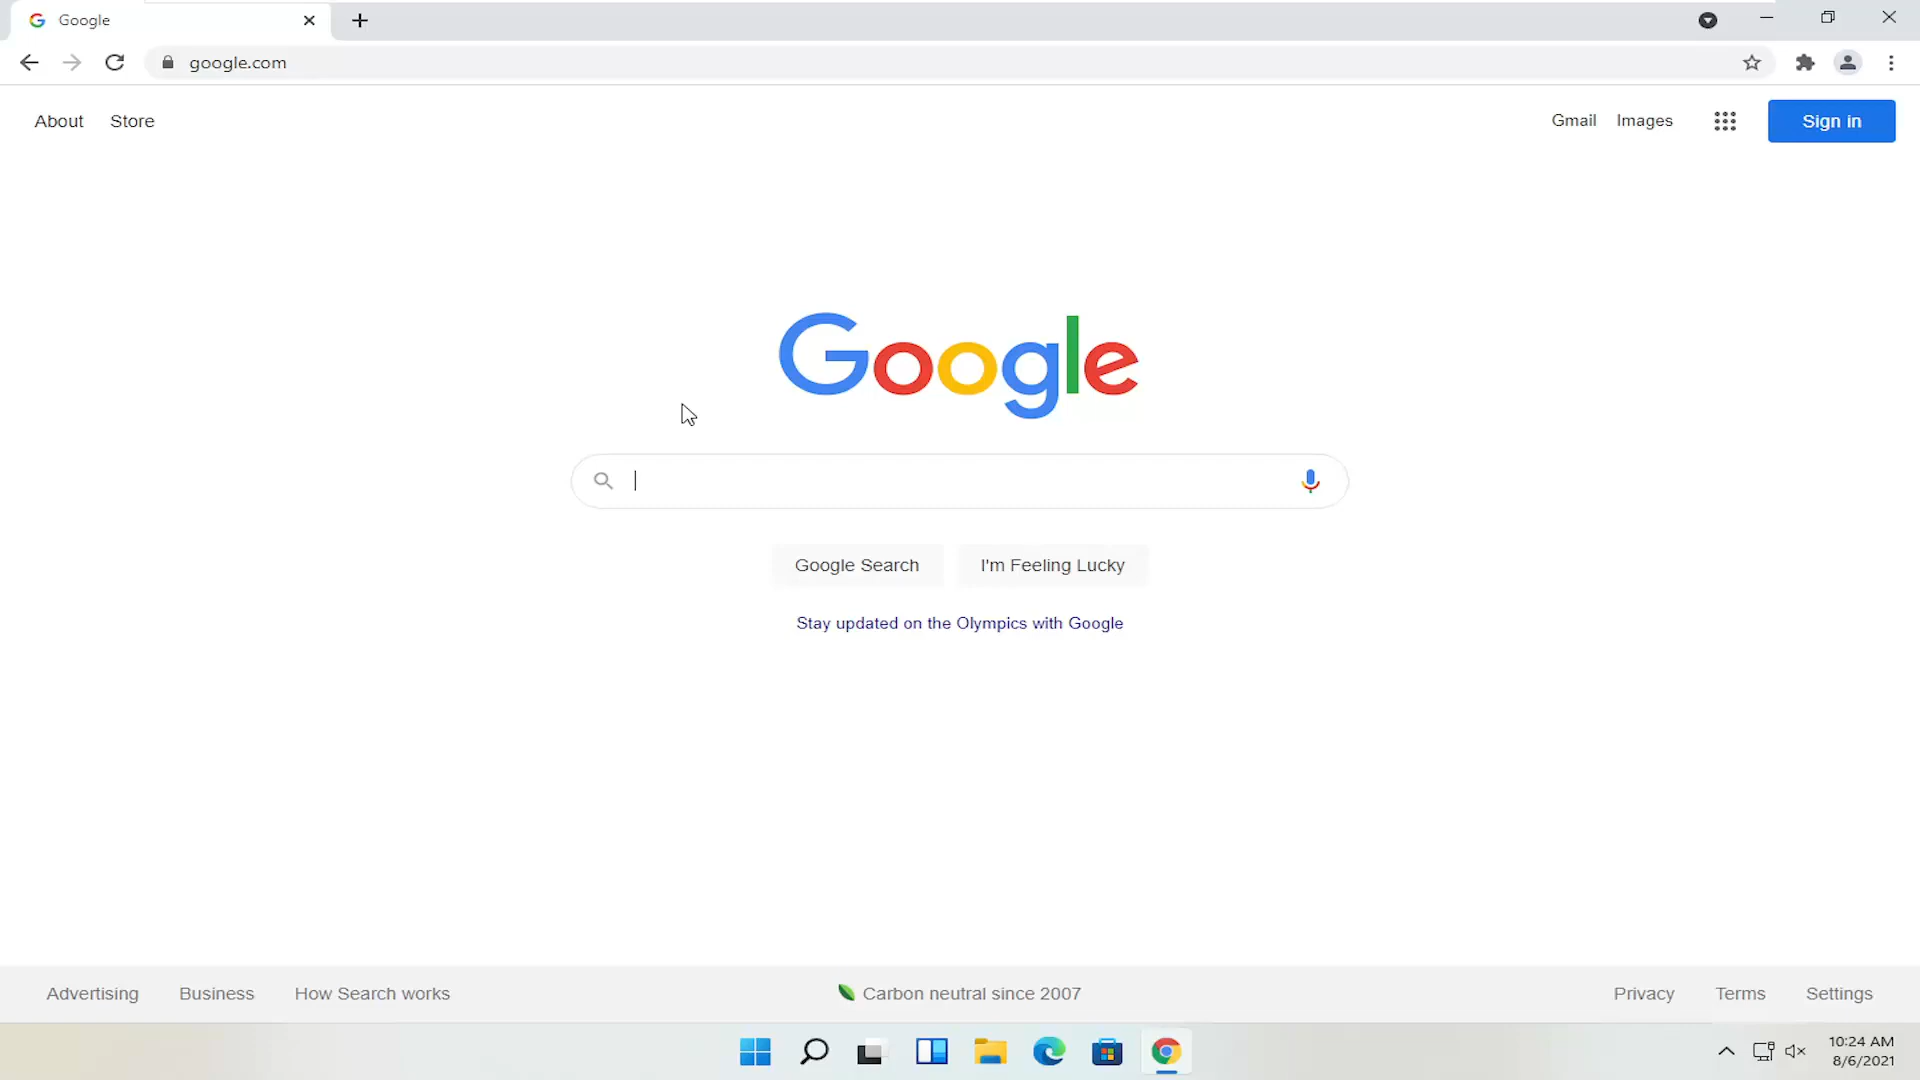 Google
google.com
About Store Gmail Images Sign in
Google
Google Search I'm Feeling Lucky
Stay updated on the Olympics with Google
Advertising Business How Search works Carbon neutral since 2007 Privacy Terms Settings
10:24 AM
8/6/2021